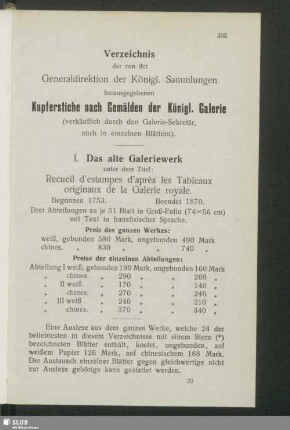 305
Verzeichnis
der von der
Generaldirektion der Königl. Sammlungen
herausgegebenen
Kupferstiche nach Gemälden der Königl. Galerie
(verkäuflich durch den Galerie-Sekretär,
auch in einzelnen Blättern).
I. Das alte Galeriewerk
unter dem Titel:
Recueil d'estampes d'après les Tableaux
originaux de la Galerie royale.
Begonnen 1753. Beendet 1870.
Drei Abteilungen zu je 51 Blatt in Groß-Folio (74×56 cm)
mit Text in französischer Sprache.
Preis des ganzen Werkes:
weiß, gebunden 580 Mark, ungebunden 490 Mark
chines. „ 830 „ „ 740 „
Preise der einzelnen Abteilungen:
Abteilung I weiß, gebunden 190 Mark, ungebunden 160 Mark
„ chines. „ 290 „ „ 260 „
„ II weiß „ 170 „ „ 140 „
„ chines. „ 270 „ „ 240 „
„ III weiß „ 240 „ „ 210 „
„ chines. „ 370 „ „ 340 „
Eine Auslese aus dem ganzen Werke, welche 24 der
beliebtesten in diesem Verzeichnisse mit einem Stern (*)
bezeichneten Blätter enthält, kostet, ungebunden, auf
weißem Papier 126 Mark, auf chinesischem 168 Mark.
Der Austausch einzelner Blätter gegen gleichwertige nicht
zur Auslese gehörige kann gestattet werden.
20
SLUB